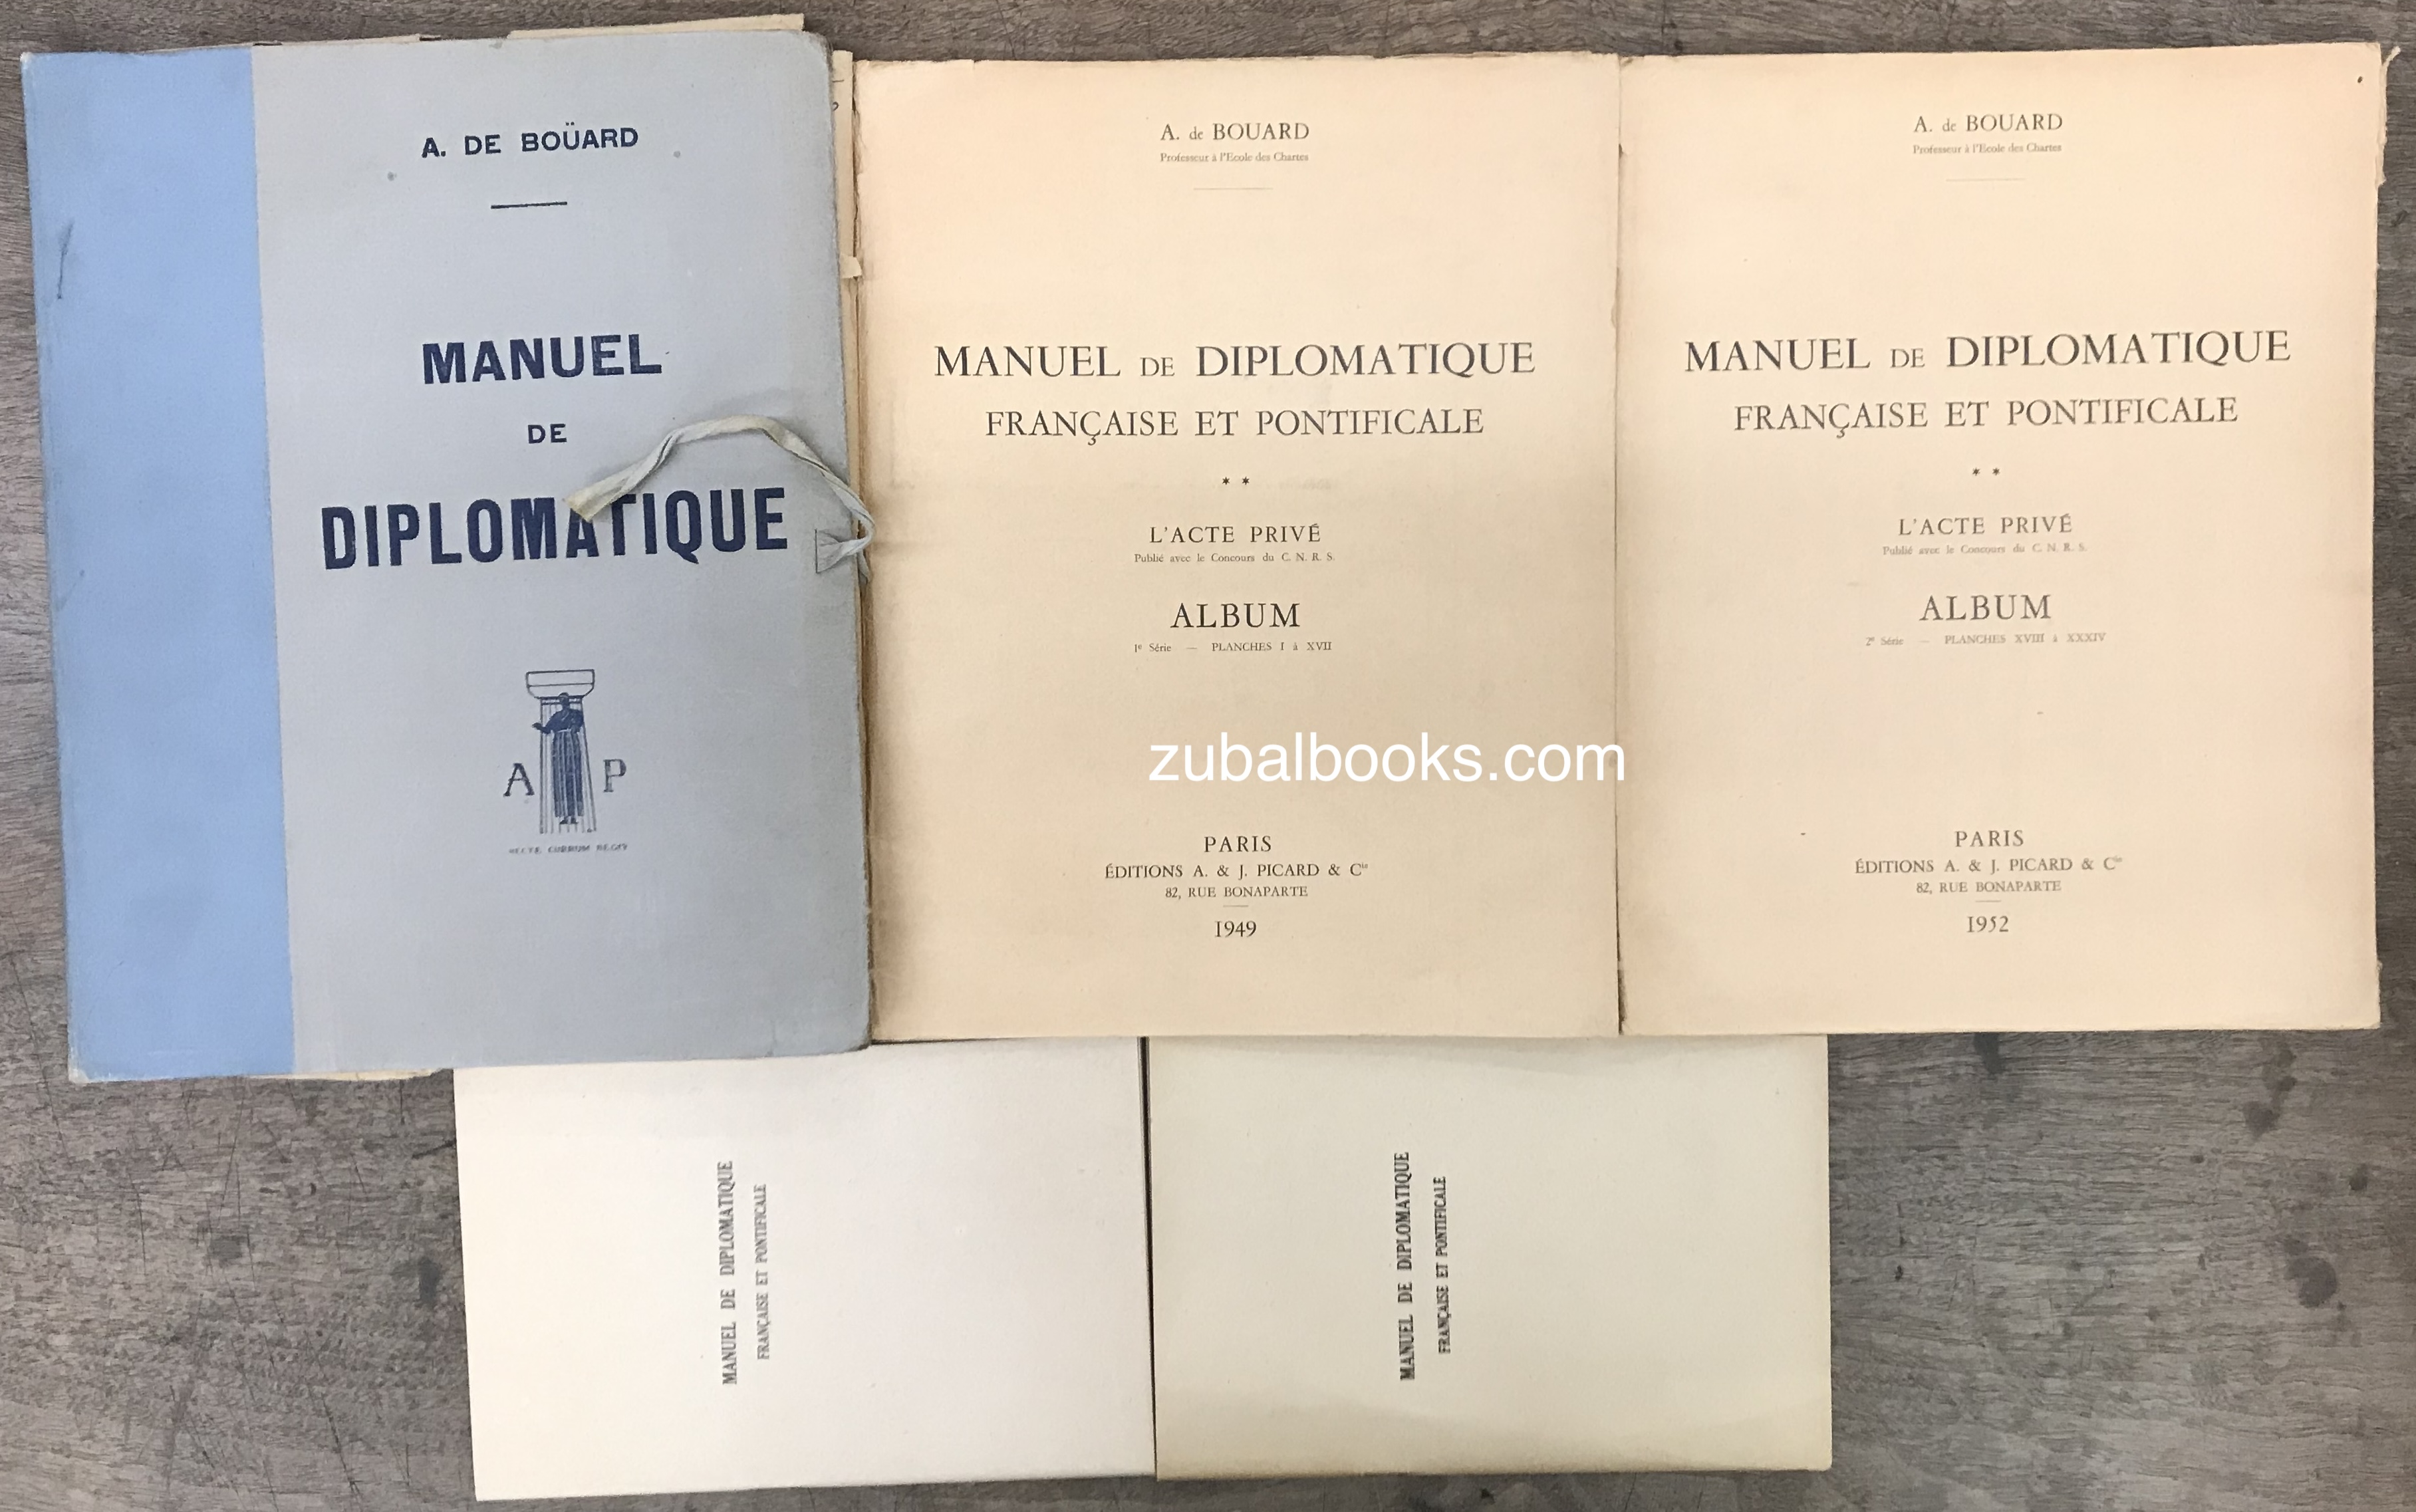 A. DE BOÜARD
MANUEL
DE
DIPLOMATIQUE
A P
RECTE CURRUM REGIT
A. de BOUARD
Professeur à l'Ecole des Chartes
MANUEL DE DIPLOMATIQUE
FRANÇAISE ET PONTIFICALE
* *
L'ACTE PRIVÉ
Publié avec le Concours du C. N. R. S.
ALBUM
1e Série — PLANCHES I à XVII
PARIS
ÉDITIONS A. & J. PICARD & Cie
82, RUE BONAPARTE
1949
A. de BOUARD
Professeur à l'Ecole des Chartes
MANUEL DE DIPLOMATIQUE
FRANÇAISE ET PONTIFICALE
* *
L'ACTE PRIVÉ
Publié avec le Concours du C. N. R. S.
ALBUM
2e Série — PLANCHES XVIII à XXXIV
PARIS
ÉDITIONS A. & J. PICARD & Cie
82, RUE BONAPARTE
1952
zubalbooks.com
MANUEL DE DIPLOMATIQUE
FRANÇAISE ET PONTIFICALE
MANUEL DE DIPLOMATIQUE
FRANÇAISE ET PONTIFICALE